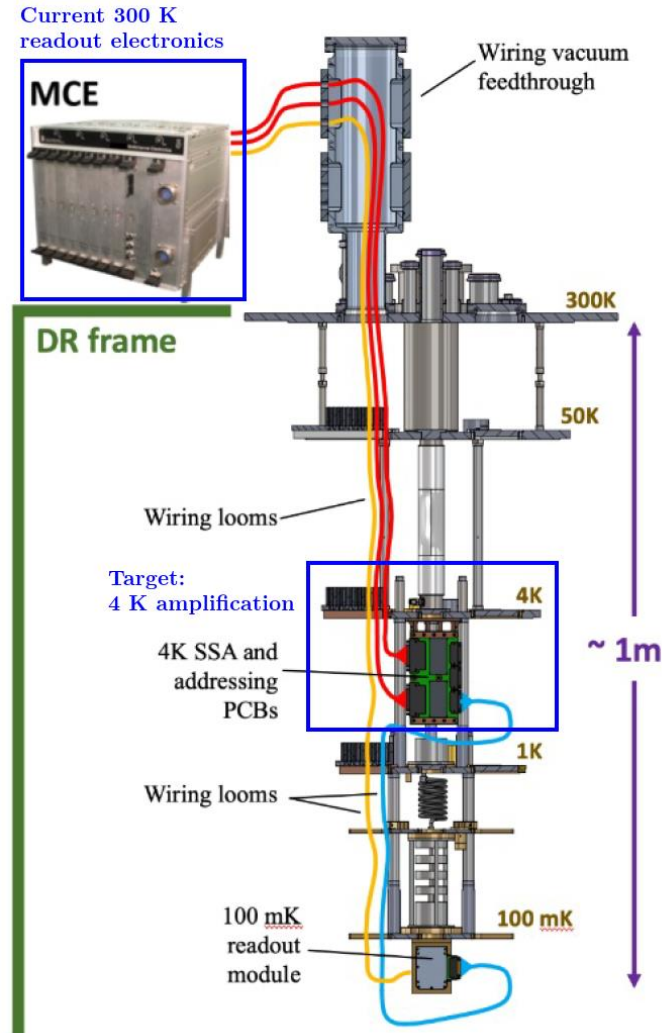 Current 300 K
readout electronics
MCE
Wiring vacuum
feedthrough
300K
DR frame
50K
Wiring looms
Target:
4 K amplification
4K
4K SSA and
addressing
PCBs
~ 1m
1K
Wiring looms
100 mK
100 mK
readout
module